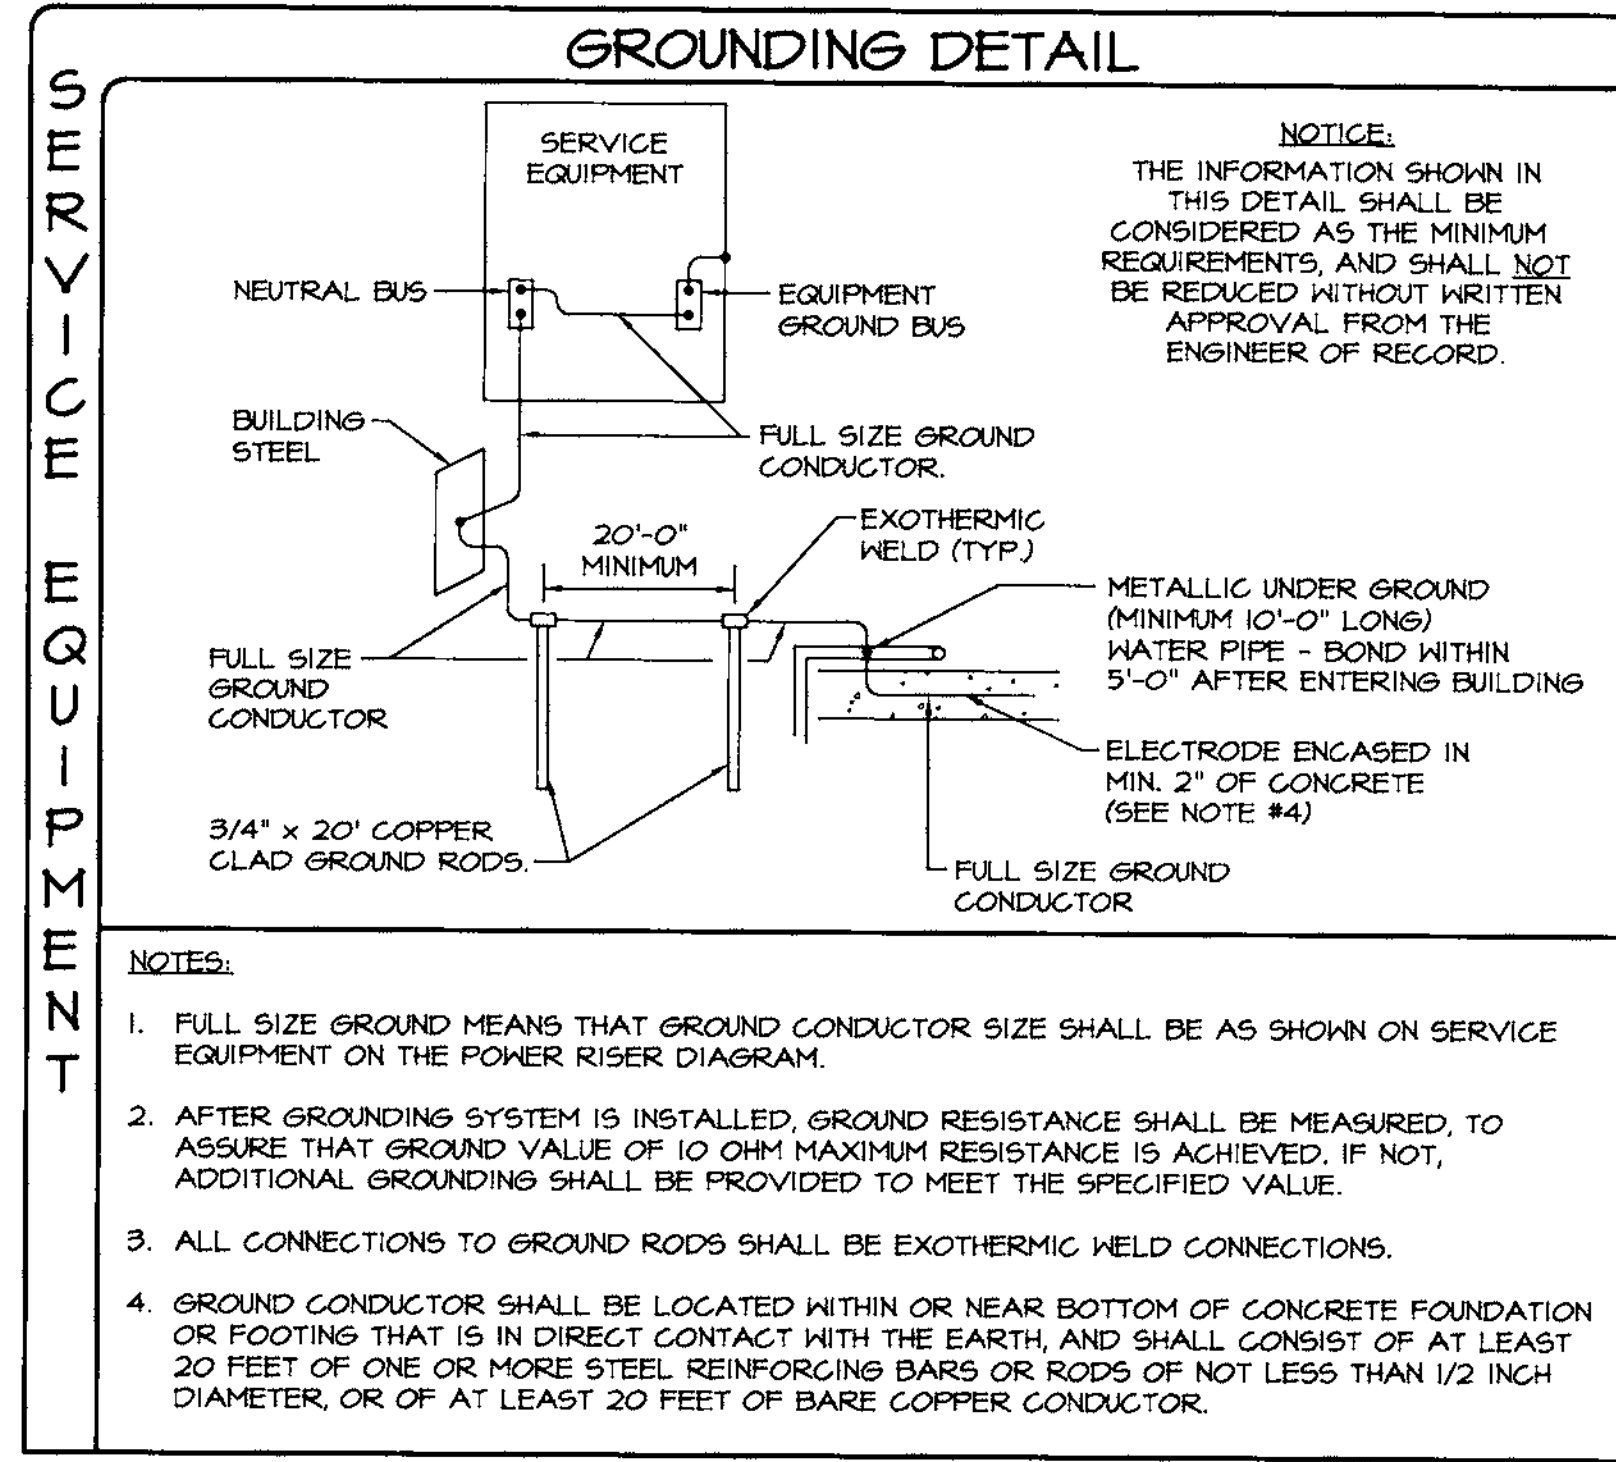 GROUNDING DETAIL
SERVICE EQUIPMENT
SERVICE
EQUIPMENT
NOTICE:
THE INFORMATION SHOWN IN
THIS DETAIL SHALL BE
CONSIDERED AS THE MINIMUM
REQUIREMENTS, AND SHALL NOT
BE REDUCED WITHOUT WRITTEN
APPROVAL FROM THE
ENGINEER OF RECORD.
NEUTRAL BUS
EQUIPMENT
GROUND BUS
BUILDING
STEEL
FULL SIZE GROUND
CONDUCTOR.
20'-0"
MINIMUM
EXOTHERMIC
WELD (TYP.)
METALLIC UNDER GROUND
(MINIMUM 10'-0" LONG)
WATER PIPE - BOND WITHIN
5'-0" AFTER ENTERING BUILDING
FULL SIZE
GROUND
CONDUCTOR
ELECTRODE ENCASED IN
MIN. 2" OF CONCRETE
(SEE NOTE #4)
3/4" x 20' COPPER
CLAD GROUND RODS.
FULL SIZE GROUND
CONDUCTOR
NOTES:
1. FULL SIZE GROUND MEANS THAT GROUND CONDUCTOR SIZE SHALL BE AS SHOWN ON SERVICE
EQUIPMENT ON THE POWER RISER DIAGRAM.
2. AFTER GROUNDING SYSTEM IS INSTALLED, GROUND RESISTANCE SHALL BE MEASURED, TO
ASSURE THAT GROUND VALUE OF 10 OHM MAXIMUM RESISTANCE IS ACHIEVED. IF NOT,
ADDITIONAL GROUNDING SHALL BE PROVIDED TO MEET THE SPECIFIED VALUE.
3. ALL CONNECTIONS TO GROUND RODS SHALL BE EXOTHERMIC WELD CONNECTIONS.
4. GROUND CONDUCTOR SHALL BE LOCATED WITHIN OR NEAR BOTTOM OF CONCRETE FOUNDATION
OR FOOTING THAT IS IN DIRECT CONTACT WITH THE EARTH, AND SHALL CONSIST OF AT LEAST
20 FEET OF ONE OR MORE STEEL REINFORCING BARS OR RODS OF NOT LESS THAN 1/2 INCH
DIAMETER, OR OF AT LEAST 20 FEET OF BARE COPPER CONDUCTOR.